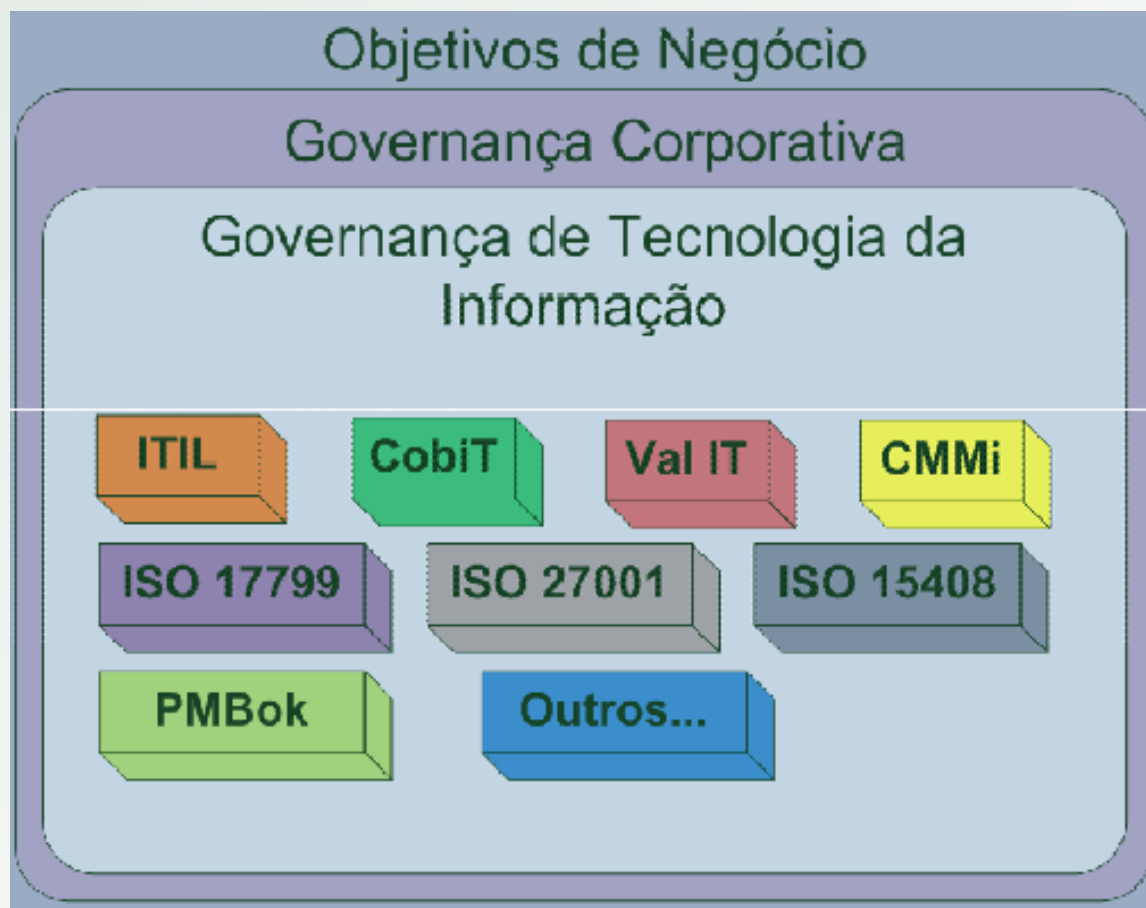 Objetivos de Negócio
Governança Corporativa
Governança de Tecnologia da
Informação
ITIL
CobiT
Val IT
CMMi
ISO 17799
ISO 27001
ISO 15408
PMBok
Outros...